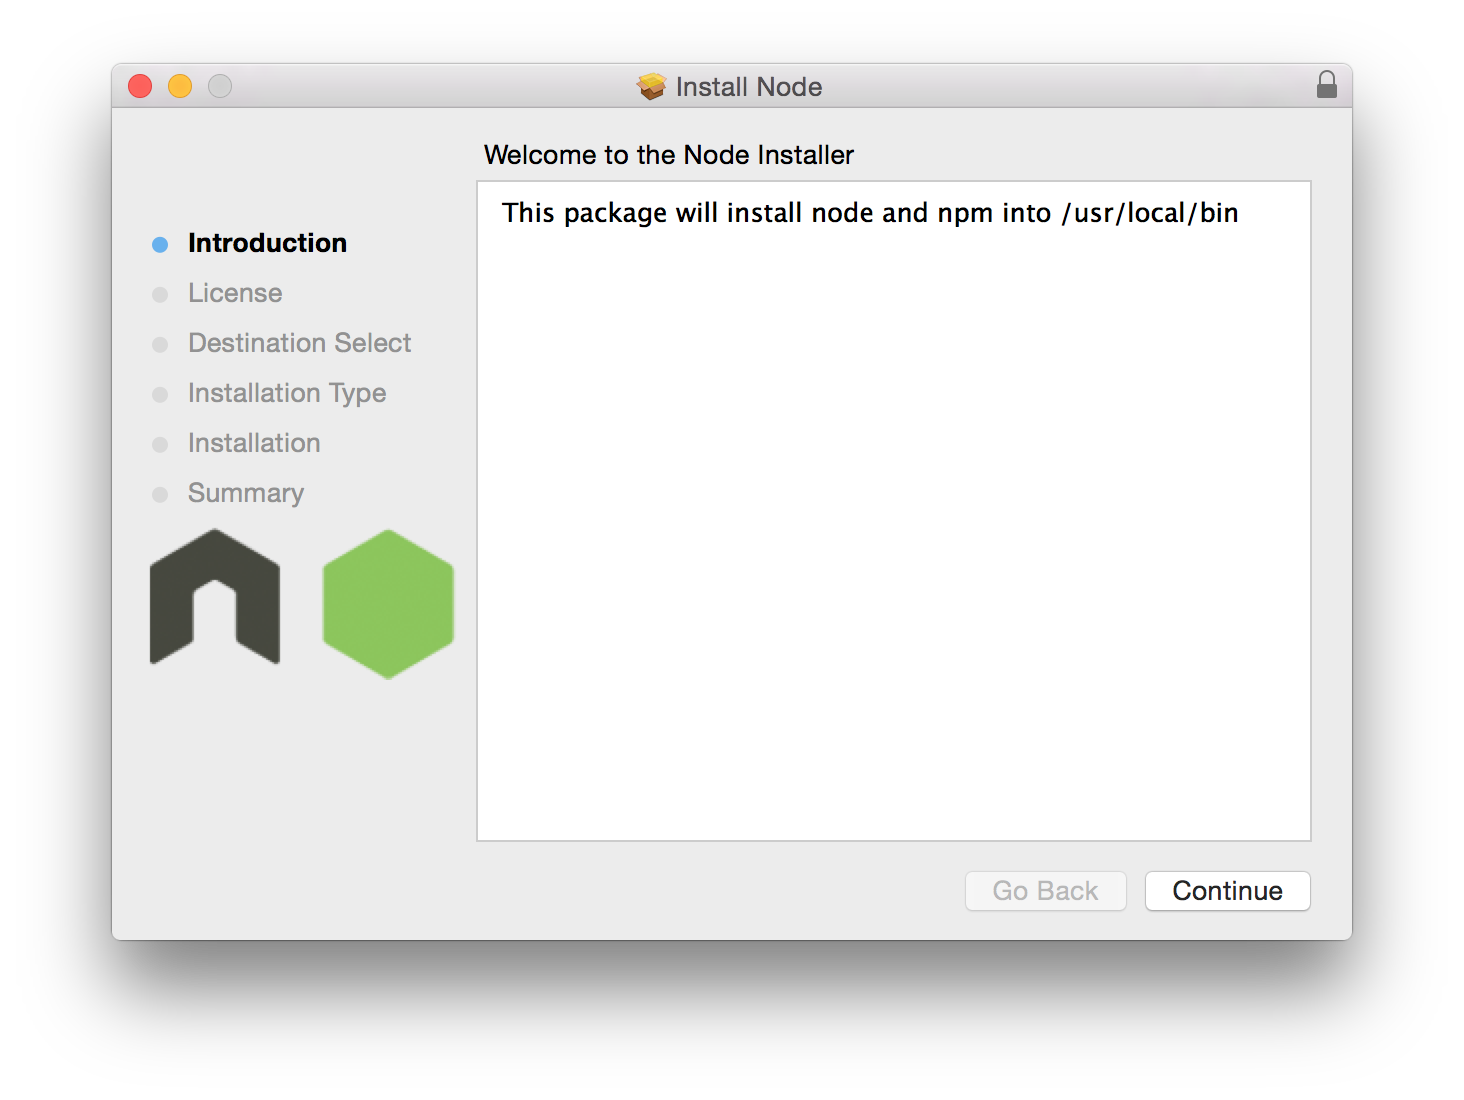 Install Node
Welcome to the Node Installer
This package will install node and npm into /usr/local/bin
Introduction
License
Destination Select
Installation Type
Installation
Summary
Go Back
Continue